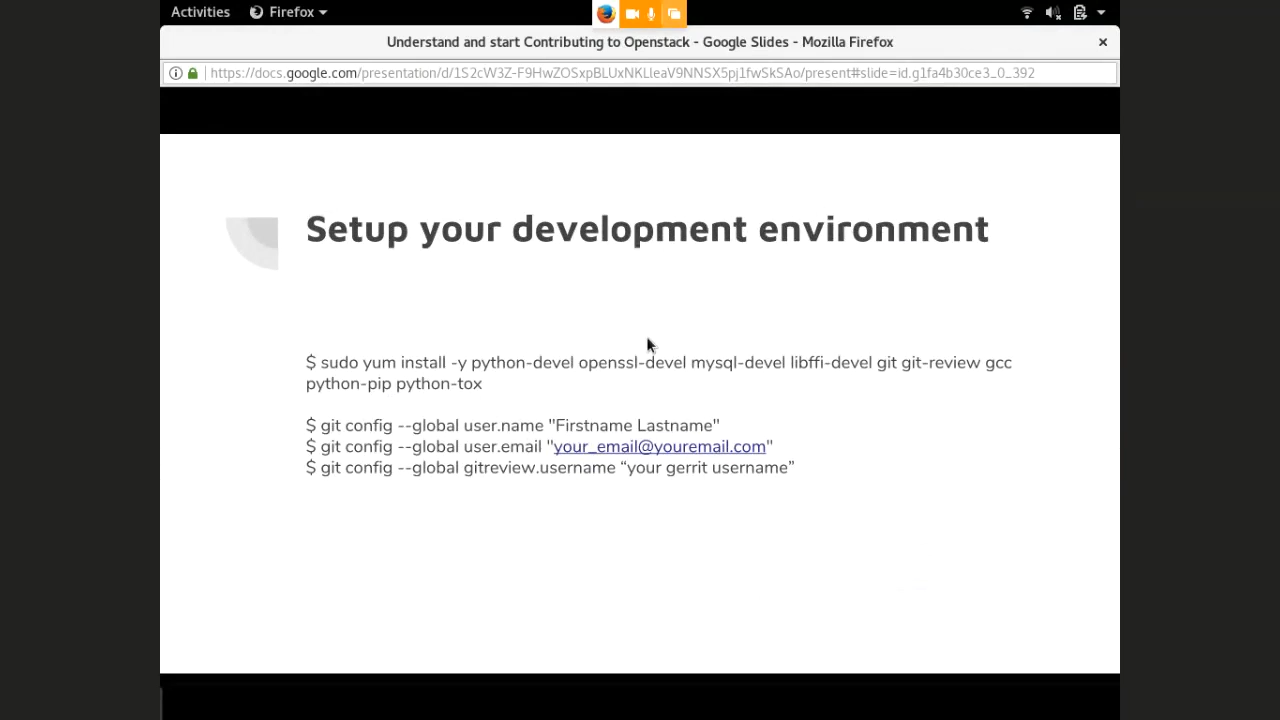 Activities Firefox
Understand and start Contributing to Openstack - Google Slides - Mozilla Firefox
https://docs.google.com/presentation/d/1S2cW3Z-F9HwZOSxpBLUxNKLleaV9NNSX5pj1fwSkSAo/present#slide=id.g1fa4b30ce3_0_392
Setup your development environment
$ sudo yum install -y python-devel openssl-devel mysql-devel libffi-devel git git-review gcc
python-pip python-tox
$ git config --global user.name "Firstname Lastname"
$ git config --global user.email "your_email@youremail.com"
$ git config --global gitreview.username “your gerrit username”